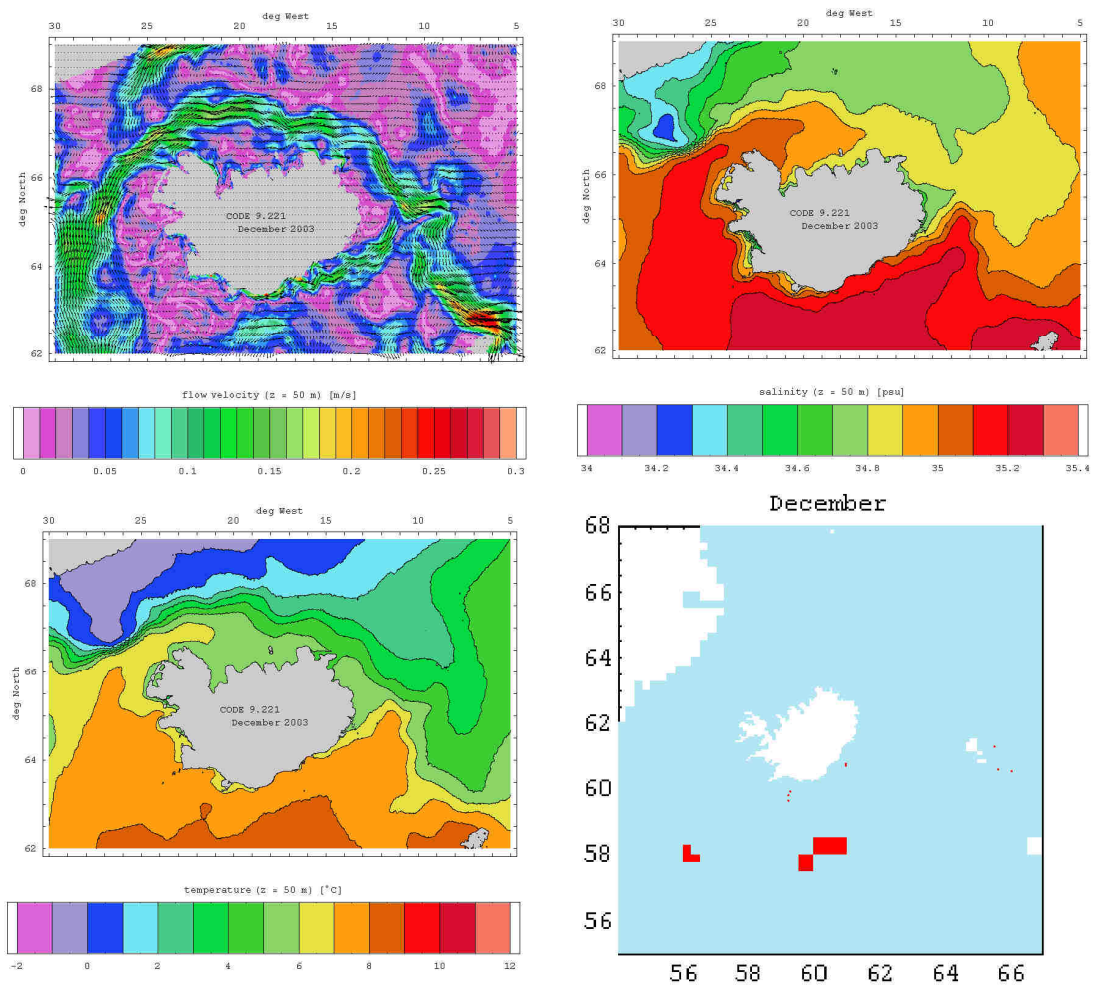 deg West
30 25 20 15 10 5
68
66
64
62
deg North
CODE 9.221
December 2003
flow velocity (z = 50 m) [m/s]
0 0.05 0.1 0.15 0.2 0.25 0.3
deg West
30 25 20 15 10 5
68
66
64
62
deg North
CODE 9.221
December 2003
salinity (z = 50 m) [psu]
34 34.2 34.4 34.6 34.8 35 35.2 35.4
deg West
30 25 20 15 10 5
68
66
64
62
deg North
CODE 9.221
December 2003
temperature (z = 50 m) [°C]
-2 0 2 4 6 8 10 12
December
68
66
64
62
60
58
56
56 58 60 62 64 66